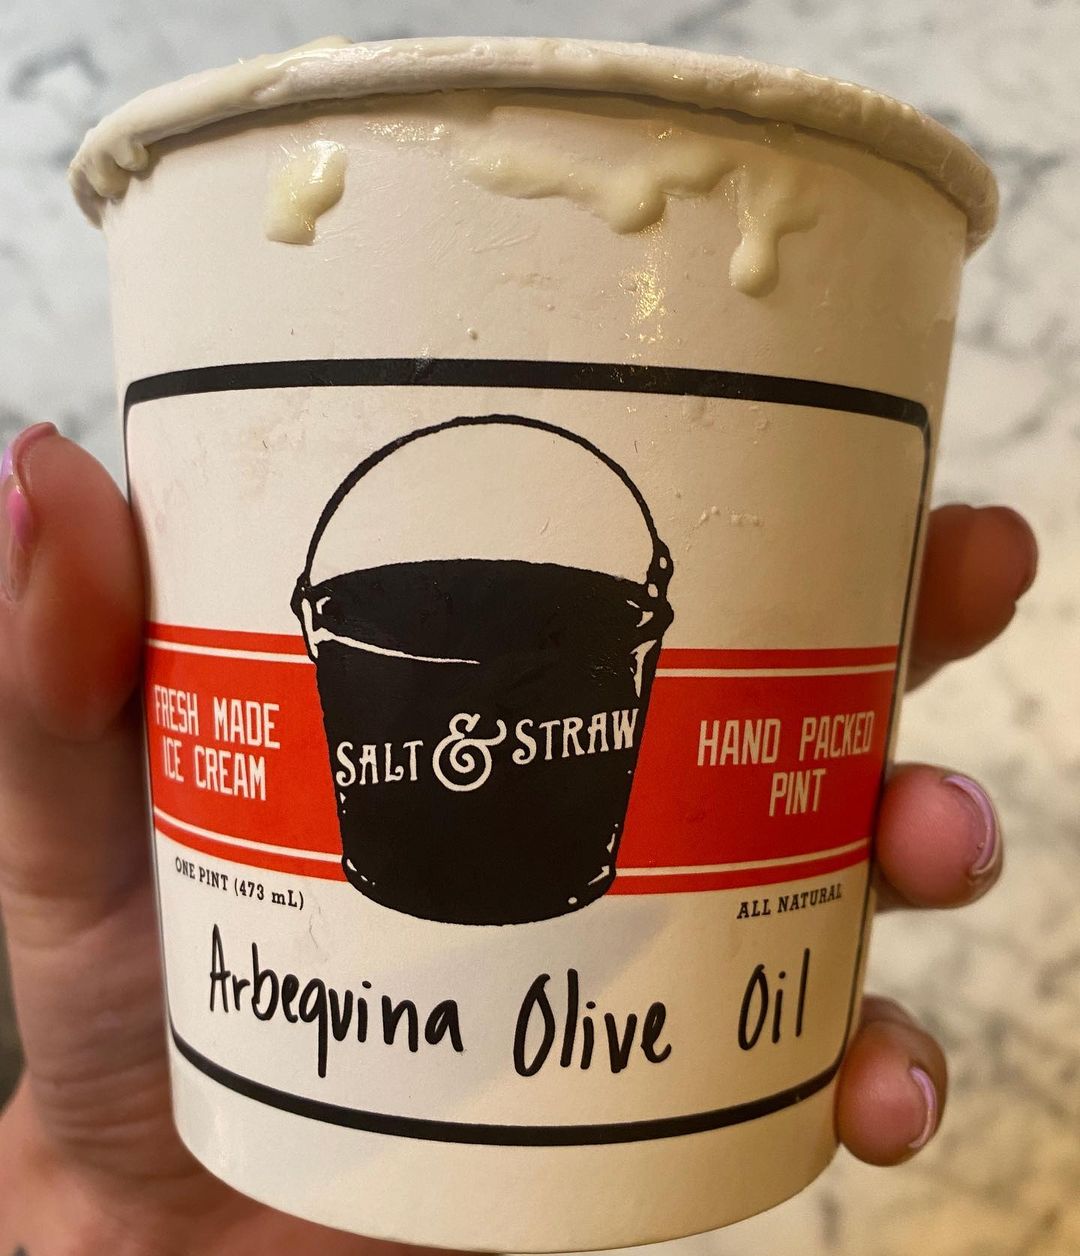 SALT & STRAW
FRESH MADE
ICE CREAM
HAND PACKED
PINT
ONE PINT (473 mL)
ALL NATURAL
Arbequina Olive Oil